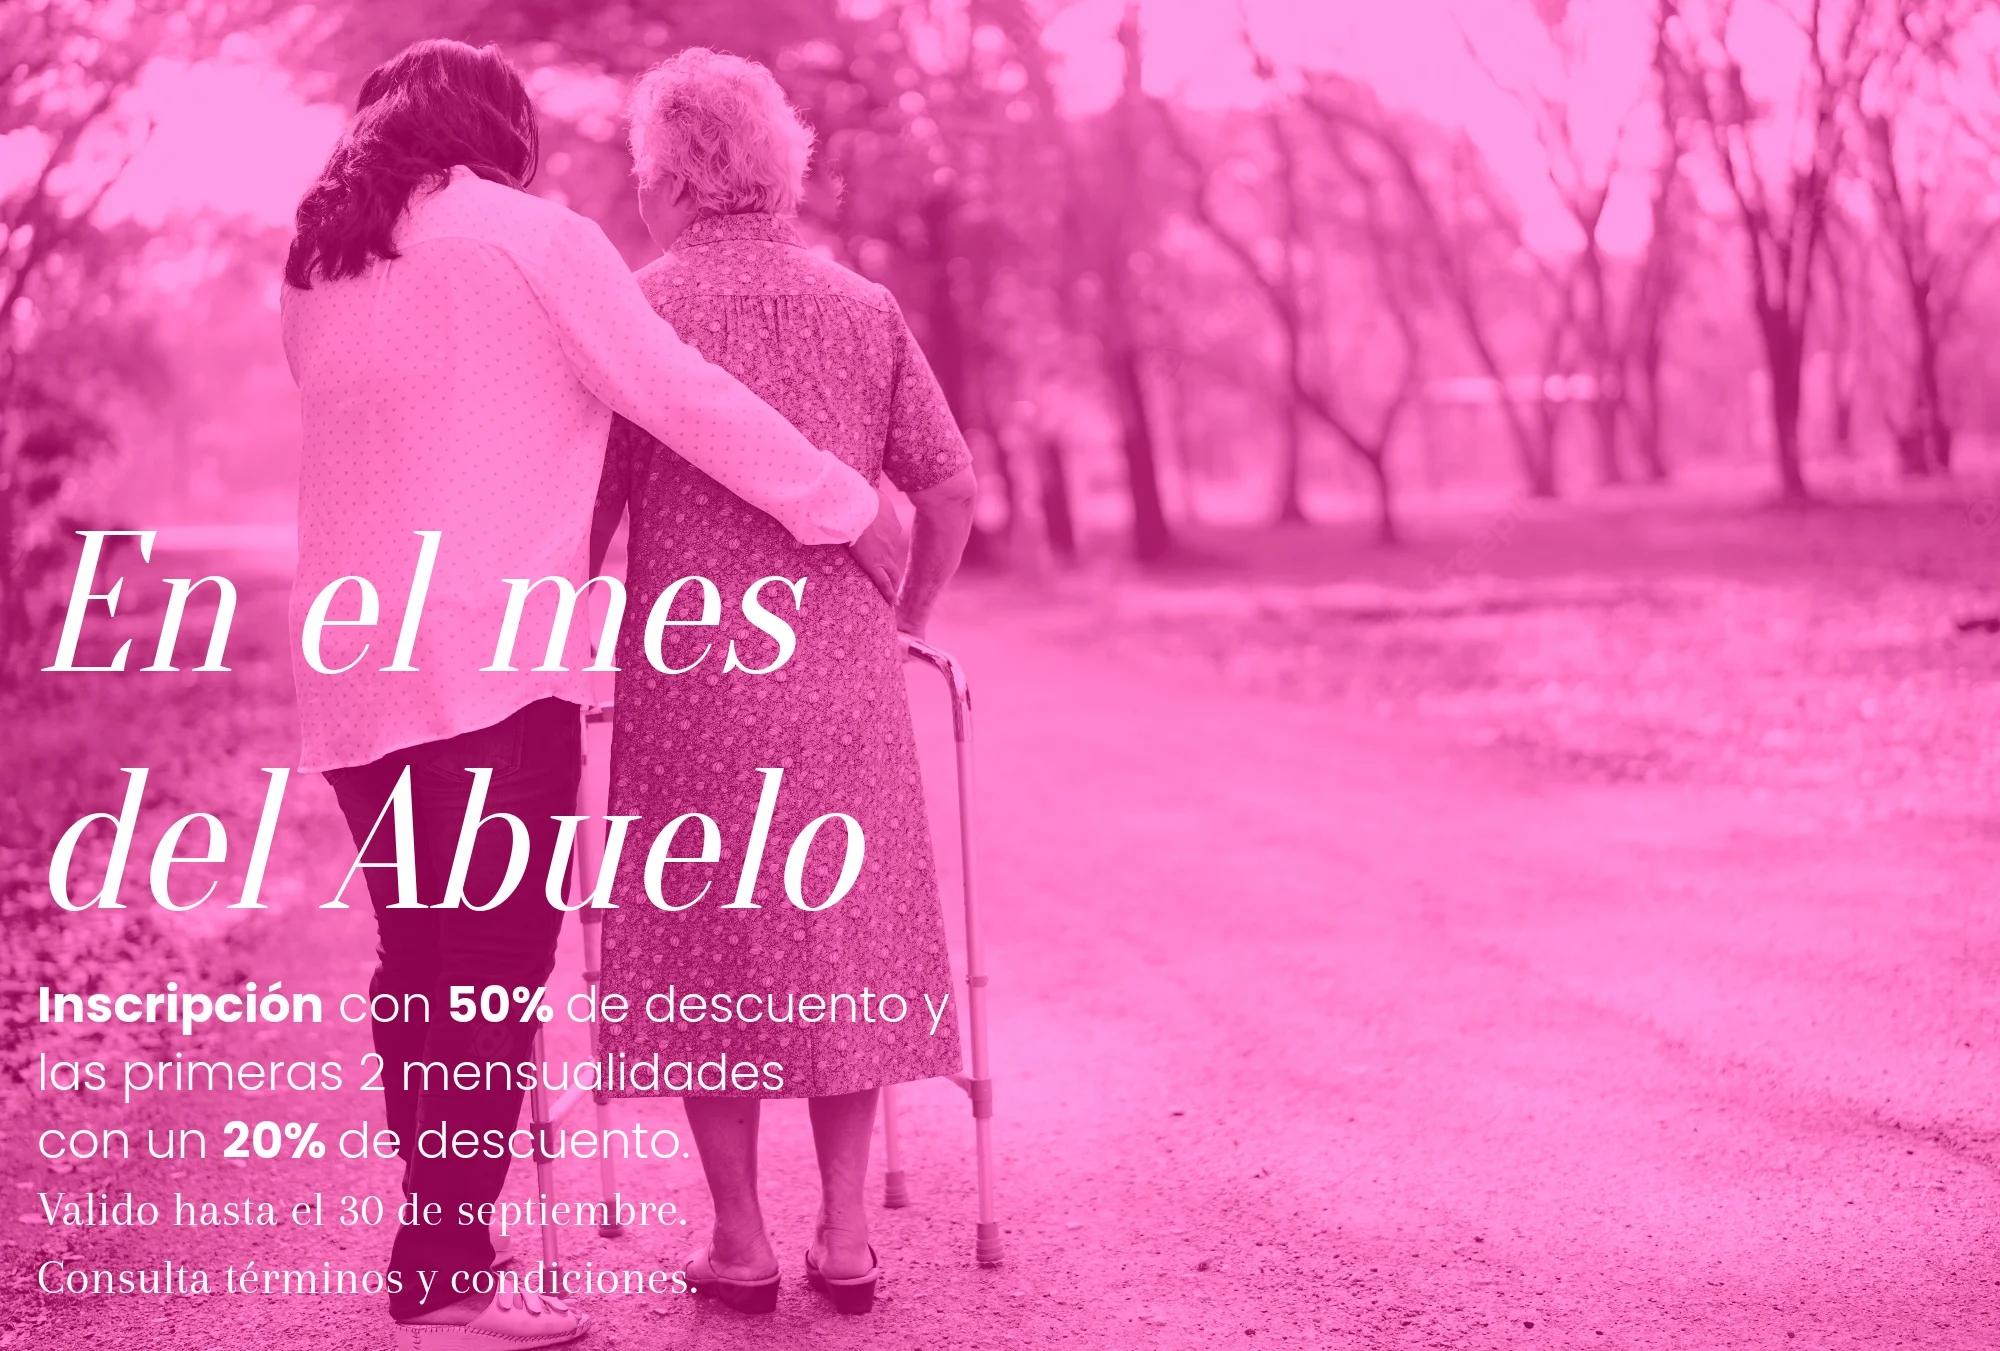 En el mes
del Abuelo
Inscripción con 50% de descuento y
las primeras 2 mensualidades
con un 20% de descuento.
Valido hasta el 30 de septiembre.
Consulta términos y condiciones.